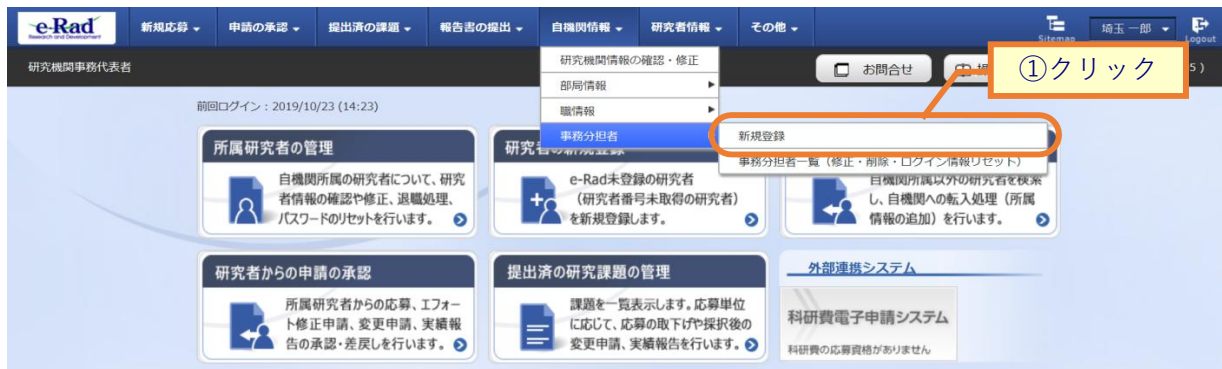 e-Rad
Research and Development
新規応募
申請の承認
提出済の課題
報告書の提出
自機関情報
研究者情報
その他
Sitemap
埼玉 一郎
Logout
研究機関事務代表者
研究機関情報の確認・修正
部局情報
職情報
事務分担者
新規登録
事務分担者一覧（修正・削除・ログイン情報リセット）
お問合せ
①クリック
前回ログイン：2019/10/23 (14:23)
所属研究者の管理
自機関所属の研究者について、研究
者情報の確認や修正、退職処理、
パスワードのリセットを行います。
e-Rad未登録の研究者
（研究者番号未取得の研究者）
を新規登録します。
自機関所属以外の研究者を検索
し、自機関への転入処理（所属
情報の追加）を行います。
研究者からの申請の承認
所属研究者からの応募、エフォー
ト修正申請、変更申請、実績報
告の承認・差戻しを行います。
提出済の研究課題の管理
課題を一覧表示します。応募単位
に応じて、応募の取下げや採択後の
変更申請、実績報告を行います。
外部連携システム
科研費電子申請システム
科研費の応募資格がありません